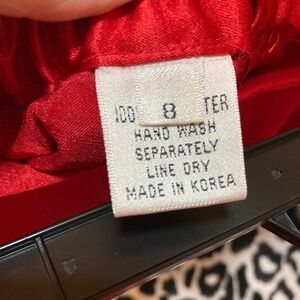 100 8 TER
HAND WASH
SEPARATELY
LINE DRY
MADE IN KOREA